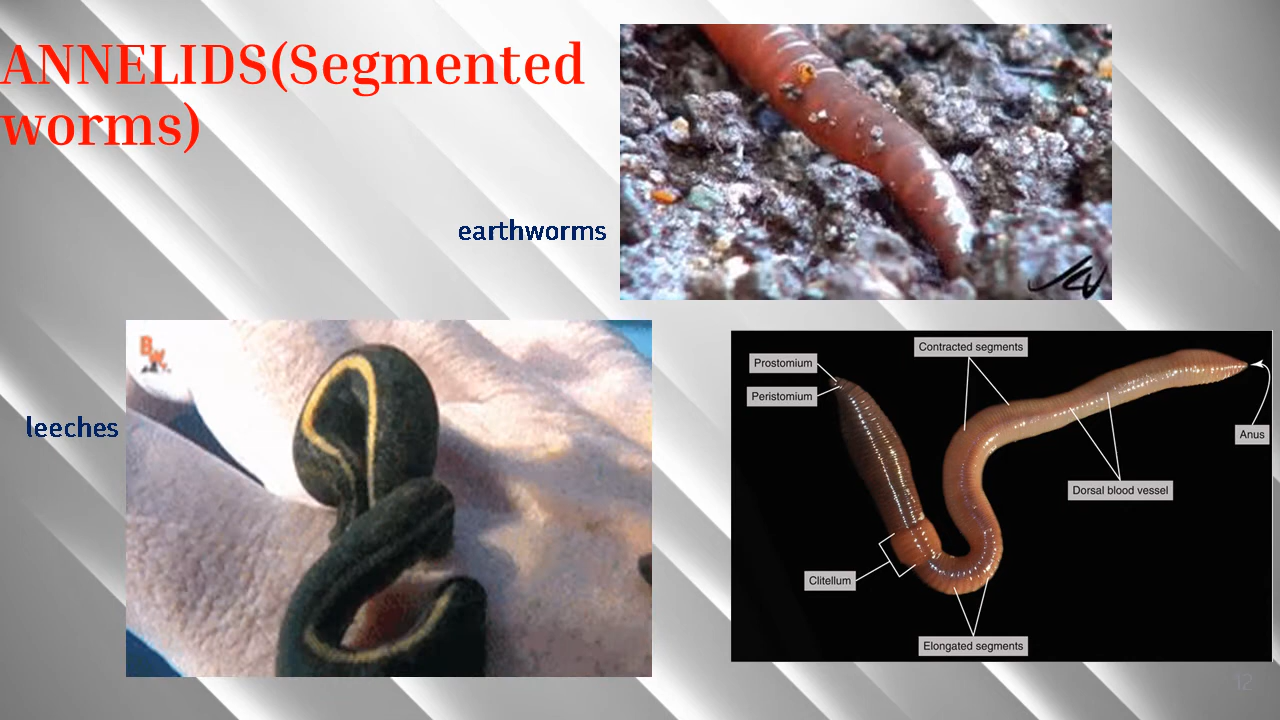 ANNELIDS(Segmented
worms)
earthworms
leeches
Prostomium
Peristomium
Contracted segments
Anus
Dorsal blood vessel
Clitellum
Elongated segments
12